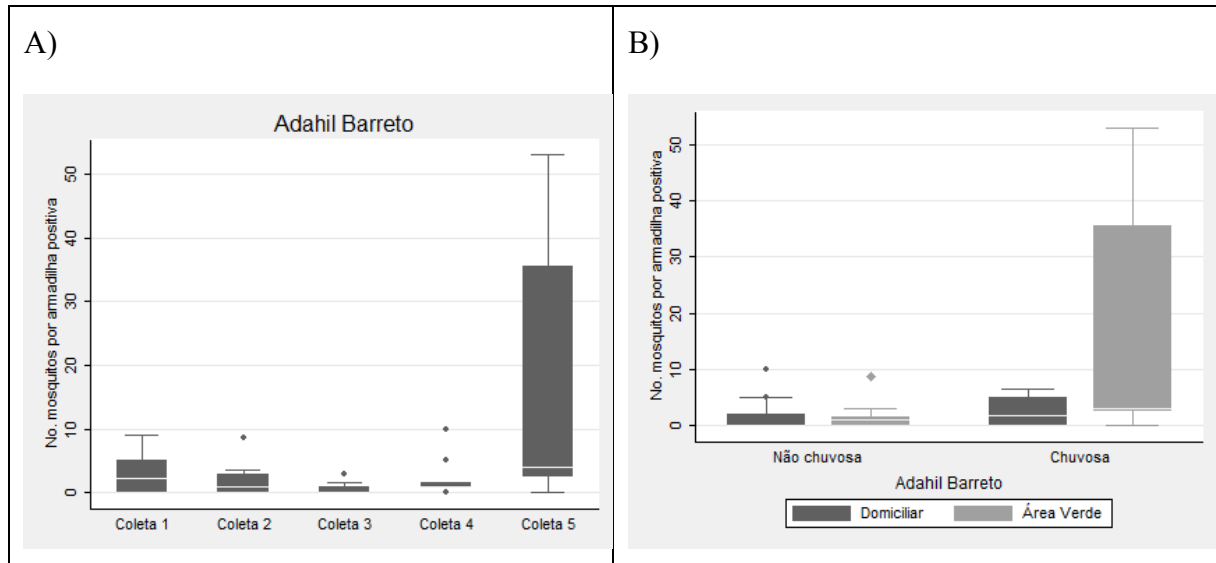 A)
Adahil Barreto
No. mosquitos por armadilha positiva
50
40
30
20
10
0
Coleta 1 Coleta 2 Coleta 3 Coleta 4 Coleta 5
B)
No. mosquitos por armadilha positiva
50
40
30
20
10
0
Não chuvosa Chuvosa
Adahil Barreto
Domiciliar Área Verde